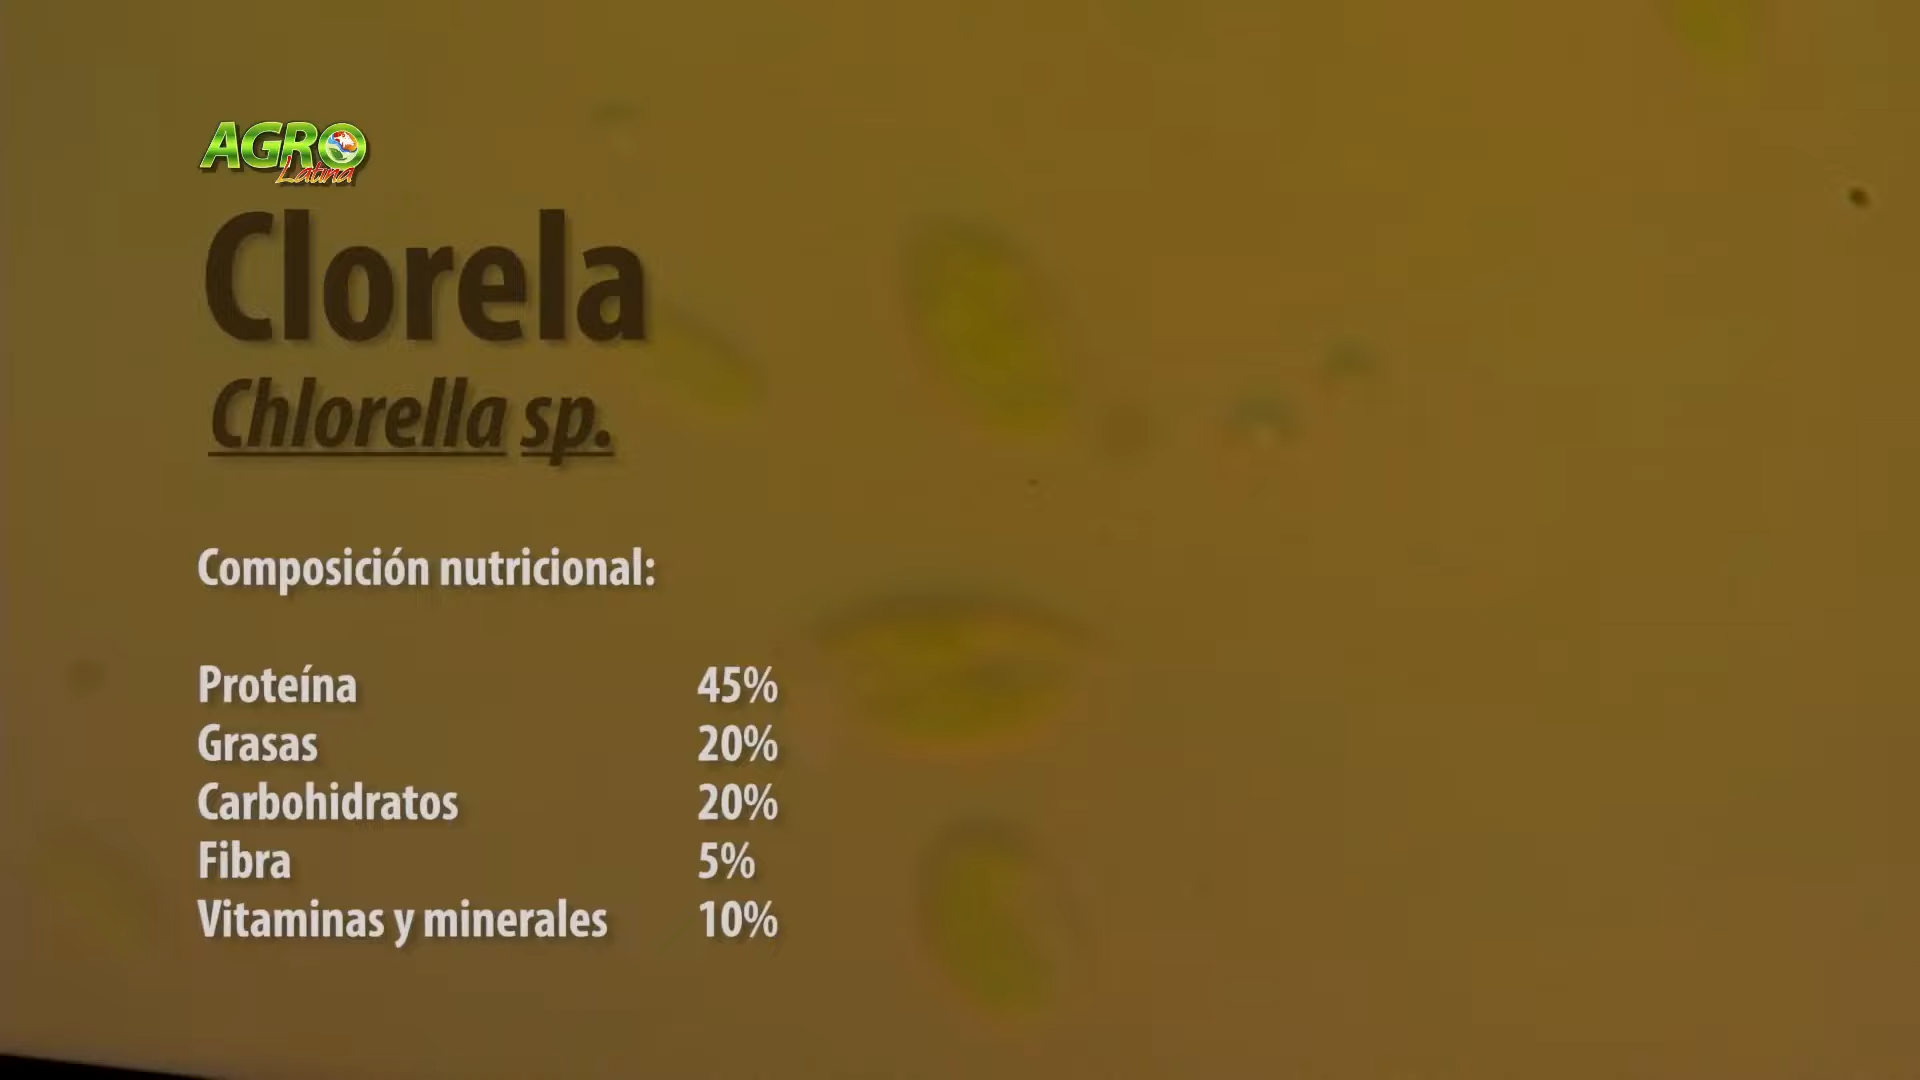 AGRO
Latina
Clorela
Chlorella sp.
Composición nutricional:
Proteína 45%
Grasas 20%
Carbohidratos 20%
Fibra 5%
Vitaminas y minerales 10%